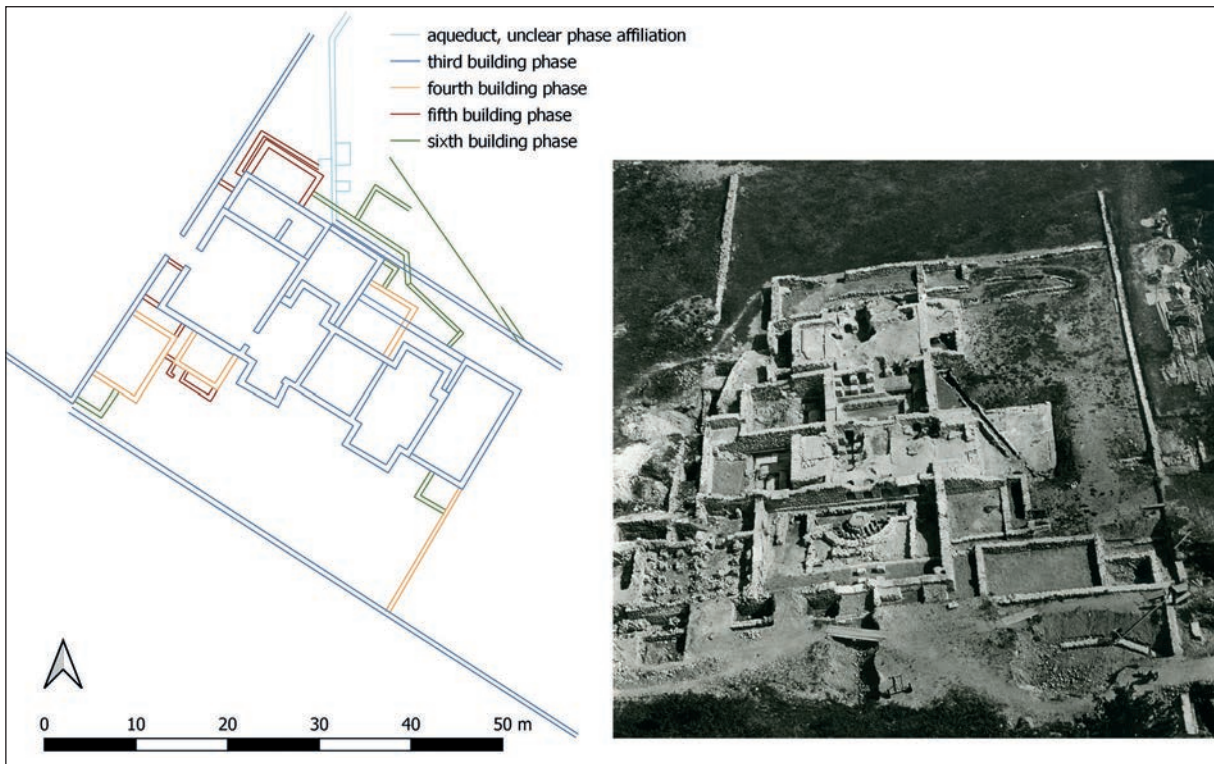 aqueduct, unclear phase affiliation
third building phase
fourth building phase
fifth building phase
sixth building phase
0 10 20 30 40 50 m